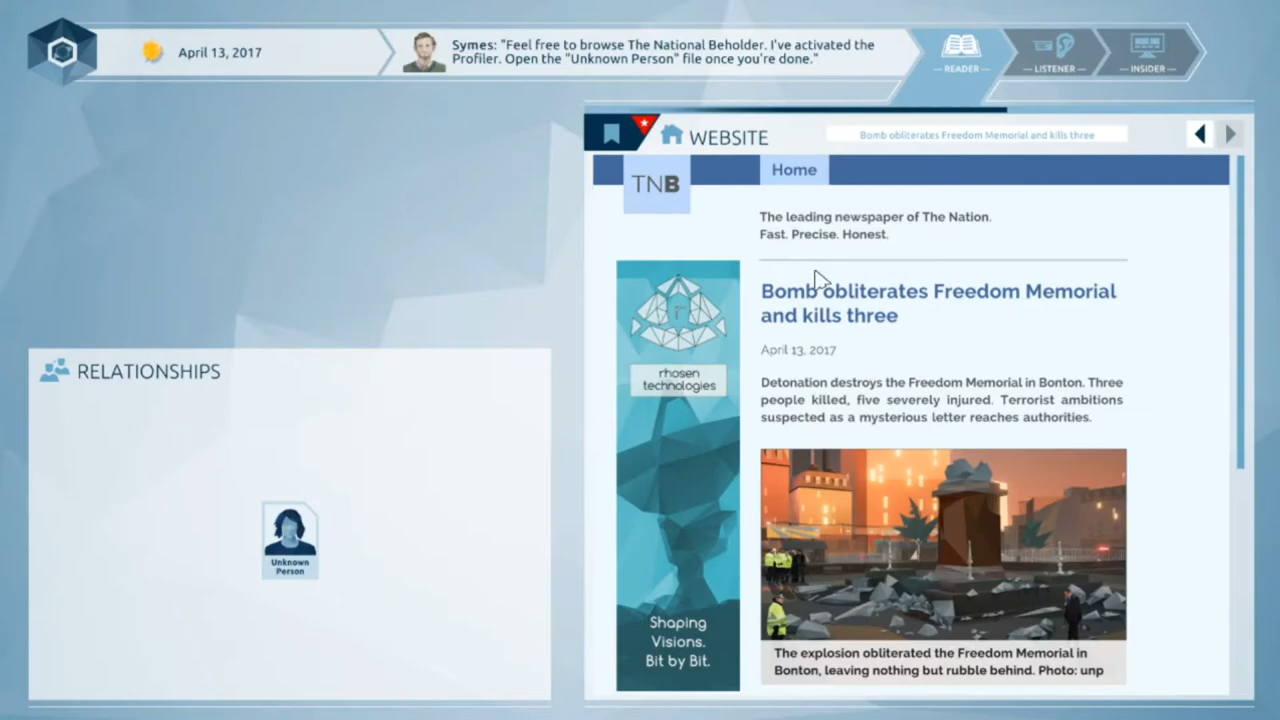 April 13, 2017
Symes: "Feel free to browse The National Beholder. I've activated the
Profiler. Open the "Unknown Person" file once you're done."
READER
LISTENER
INSIDER
WEBSITE
Bomb obliterates Freedom Memorial and kills three
TNB
Home
The leading newspaper of The Nation.
Fast. Precise. Honest.
Bomb obliterates Freedom Memorial
and kills three
April 13, 2017
Detonation destroys the Freedom Memorial in Bonton. Three
people killed, five severely injured. Terrorist ambitions
suspected as a mysterious letter reaches authorities.
rhosen
technologies
Shaping
Visions.
Bit by Bit.
The explosion obliterated the Freedom Memorial in
Bonton, leaving nothing but rubble behind. Photo: unp
RELATIONSHIPS
Unknown
Person